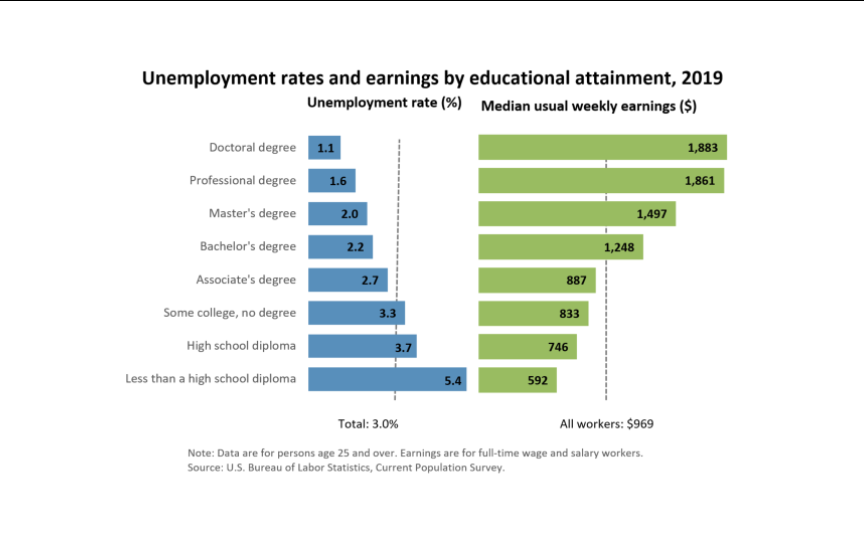 Unemployment rates and earnings by educational attainment, 2019
Unemployment rate (%) Median usual weekly earnings ($)
Doctoral degree 1.1 1,883
Professional degree 1.6 1,861
Master's degree 2.0 1,497
Bachelor's degree 2.2 1,248
Associate's degree 2.7 887
Some college, no degree 3.3 833
High school diploma 3.7 746
Less than a high school diploma 5.4 592
Total: 3.0% All workers: $969
Note: Data are for persons age 25 and over. Earnings are for full-time wage and salary workers.
Source: U.S. Bureau of Labor Statistics, Current Population Survey.